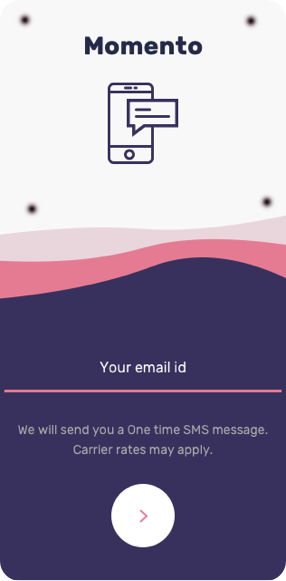 Momento
Your email id
We will send you a One time SMS message.
Carrier rates may apply.